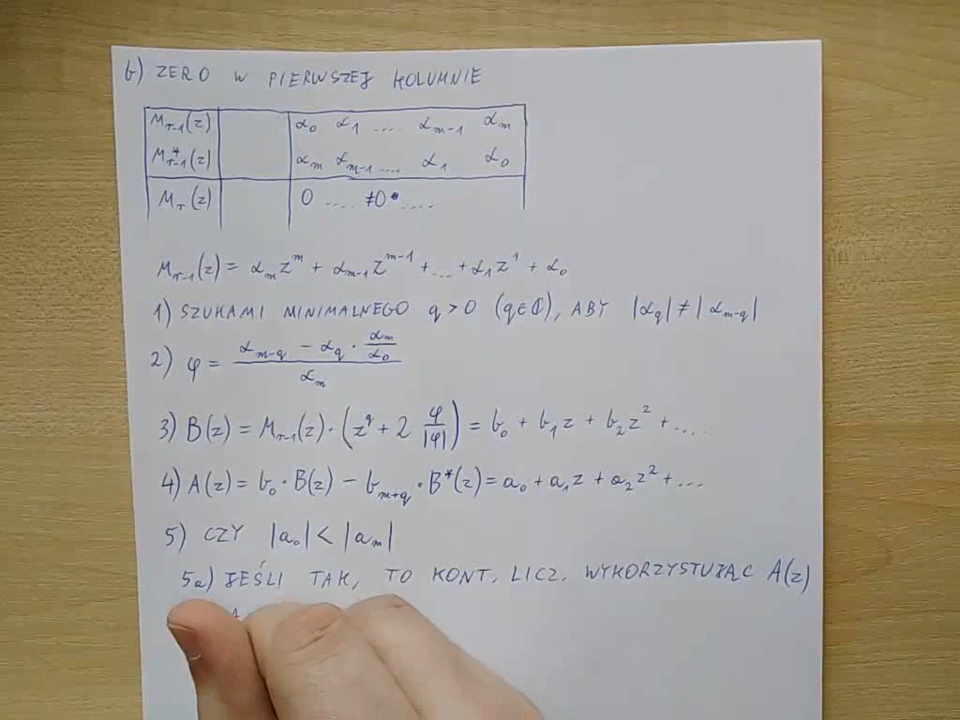 b) ZERO W PIERWSZEJ KOLUMNIE
M_{T-1}(z) α_0 α_1 .... α_{m-1} α_m
M^*_{T-1}(z) α_m α_{m-1} .... α_1 α_0
M_T(z) 0 .... ≠0 ....
M_{T-1}(z) = α_m z^m + α_{m-1} z^{m-1} + ... + α_1 z^1 + α_0
1) SZUKAMI MINIMALNEGO q > 0 (q∈ℂ), ABY |α_q| ≠ |α_{m-q}|
2) φ = (α_{m-q} - α_q · α_m/α_0) / α_m
3) B(z) = M_{T-1}(z) · (z^q + 2 φ/|φ|) = b_0 + b_1 z + b_2 z^2 + ....
4) A(z) = b_0 · B(z) - b_{m+q} · B^*(z) = a_0 + a_1 z + a_2 z^2 + ...
5) CZY |a_0| < |a_m|
5a) JEŚLI TAK, TO KONT. LICZ. WYKORZYSTUJĄC A(z)